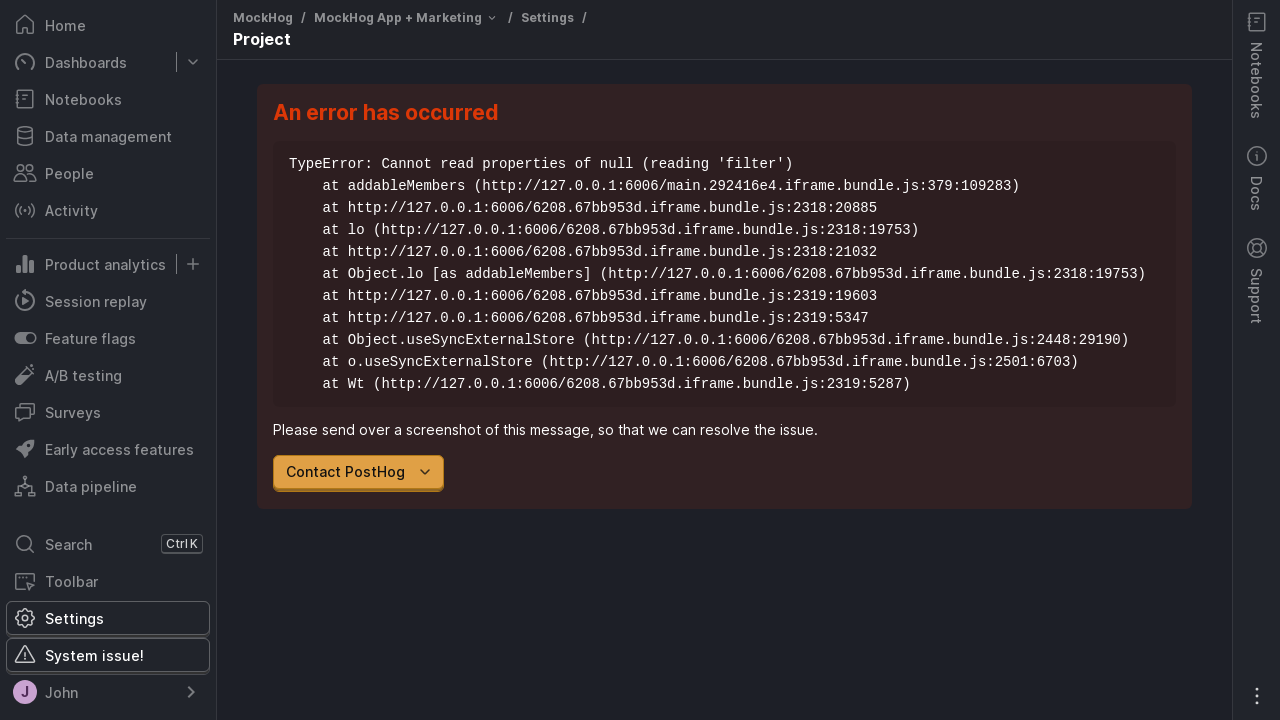 Home
Dashboards
Notebooks
Data management
People
Activity
Product analytics
Session replay
Feature flags
A/B testing
Surveys
Early access features
Data pipeline
Search Ctrl K
Toolbar
Settings
System issue!
J John
MockHog / MockHog App + Marketing / Settings /
Project
An error has occurred
TypeError: Cannot read properties of null (reading 'filter')
at addableMembers (http://127.0.0.1:6006/main.292416e4.iframe.bundle.js:379:109283)
at http://127.0.0.1:6006/6208.67bb953d.iframe.bundle.js:2318:20885
at lo (http://127.0.0.1:6006/6208.67bb953d.iframe.bundle.js:2318:19753)
at http://127.0.0.1:6006/6208.67bb953d.iframe.bundle.js:2318:21032
at Object.lo [as addableMembers] (http://127.0.0.1:6006/6208.67bb953d.iframe.bundle.js:2318:19753)
at http://127.0.0.1:6006/6208.67bb953d.iframe.bundle.js:2319:19603
at http://127.0.0.1:6006/6208.67bb953d.iframe.bundle.js:2319:5347
at Object.useSyncExternalStore (http://127.0.0.1:6006/6208.67bb953d.iframe.bundle.js:2448:29190)
at o.useSyncExternalStore (http://127.0.0.1:6006/6208.67bb953d.iframe.bundle.js:2501:6703)
at Wt (http://127.0.0.1:6006/6208.67bb953d.iframe.bundle.js:2319:5287)
Please send over a screenshot of this message, so that we can resolve the issue.
Contact PostHog
Notebooks
Docs
Support